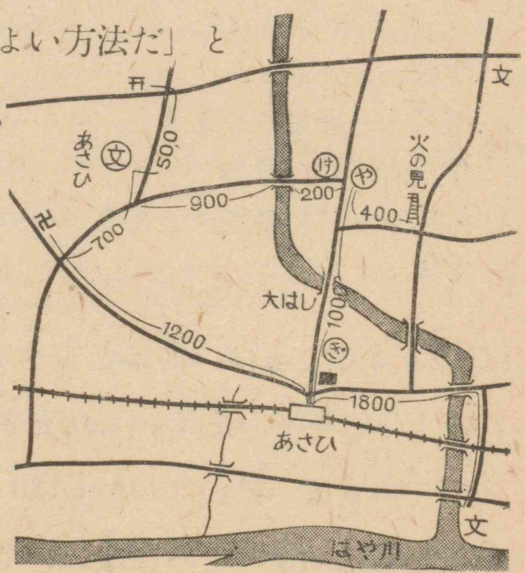 よい方法だ」と
文
500
文
あさひ
火の見
け
や
900
200
400
700
卍
大はし
1000
ぎ
1200
1800
あさひ
文
はや川